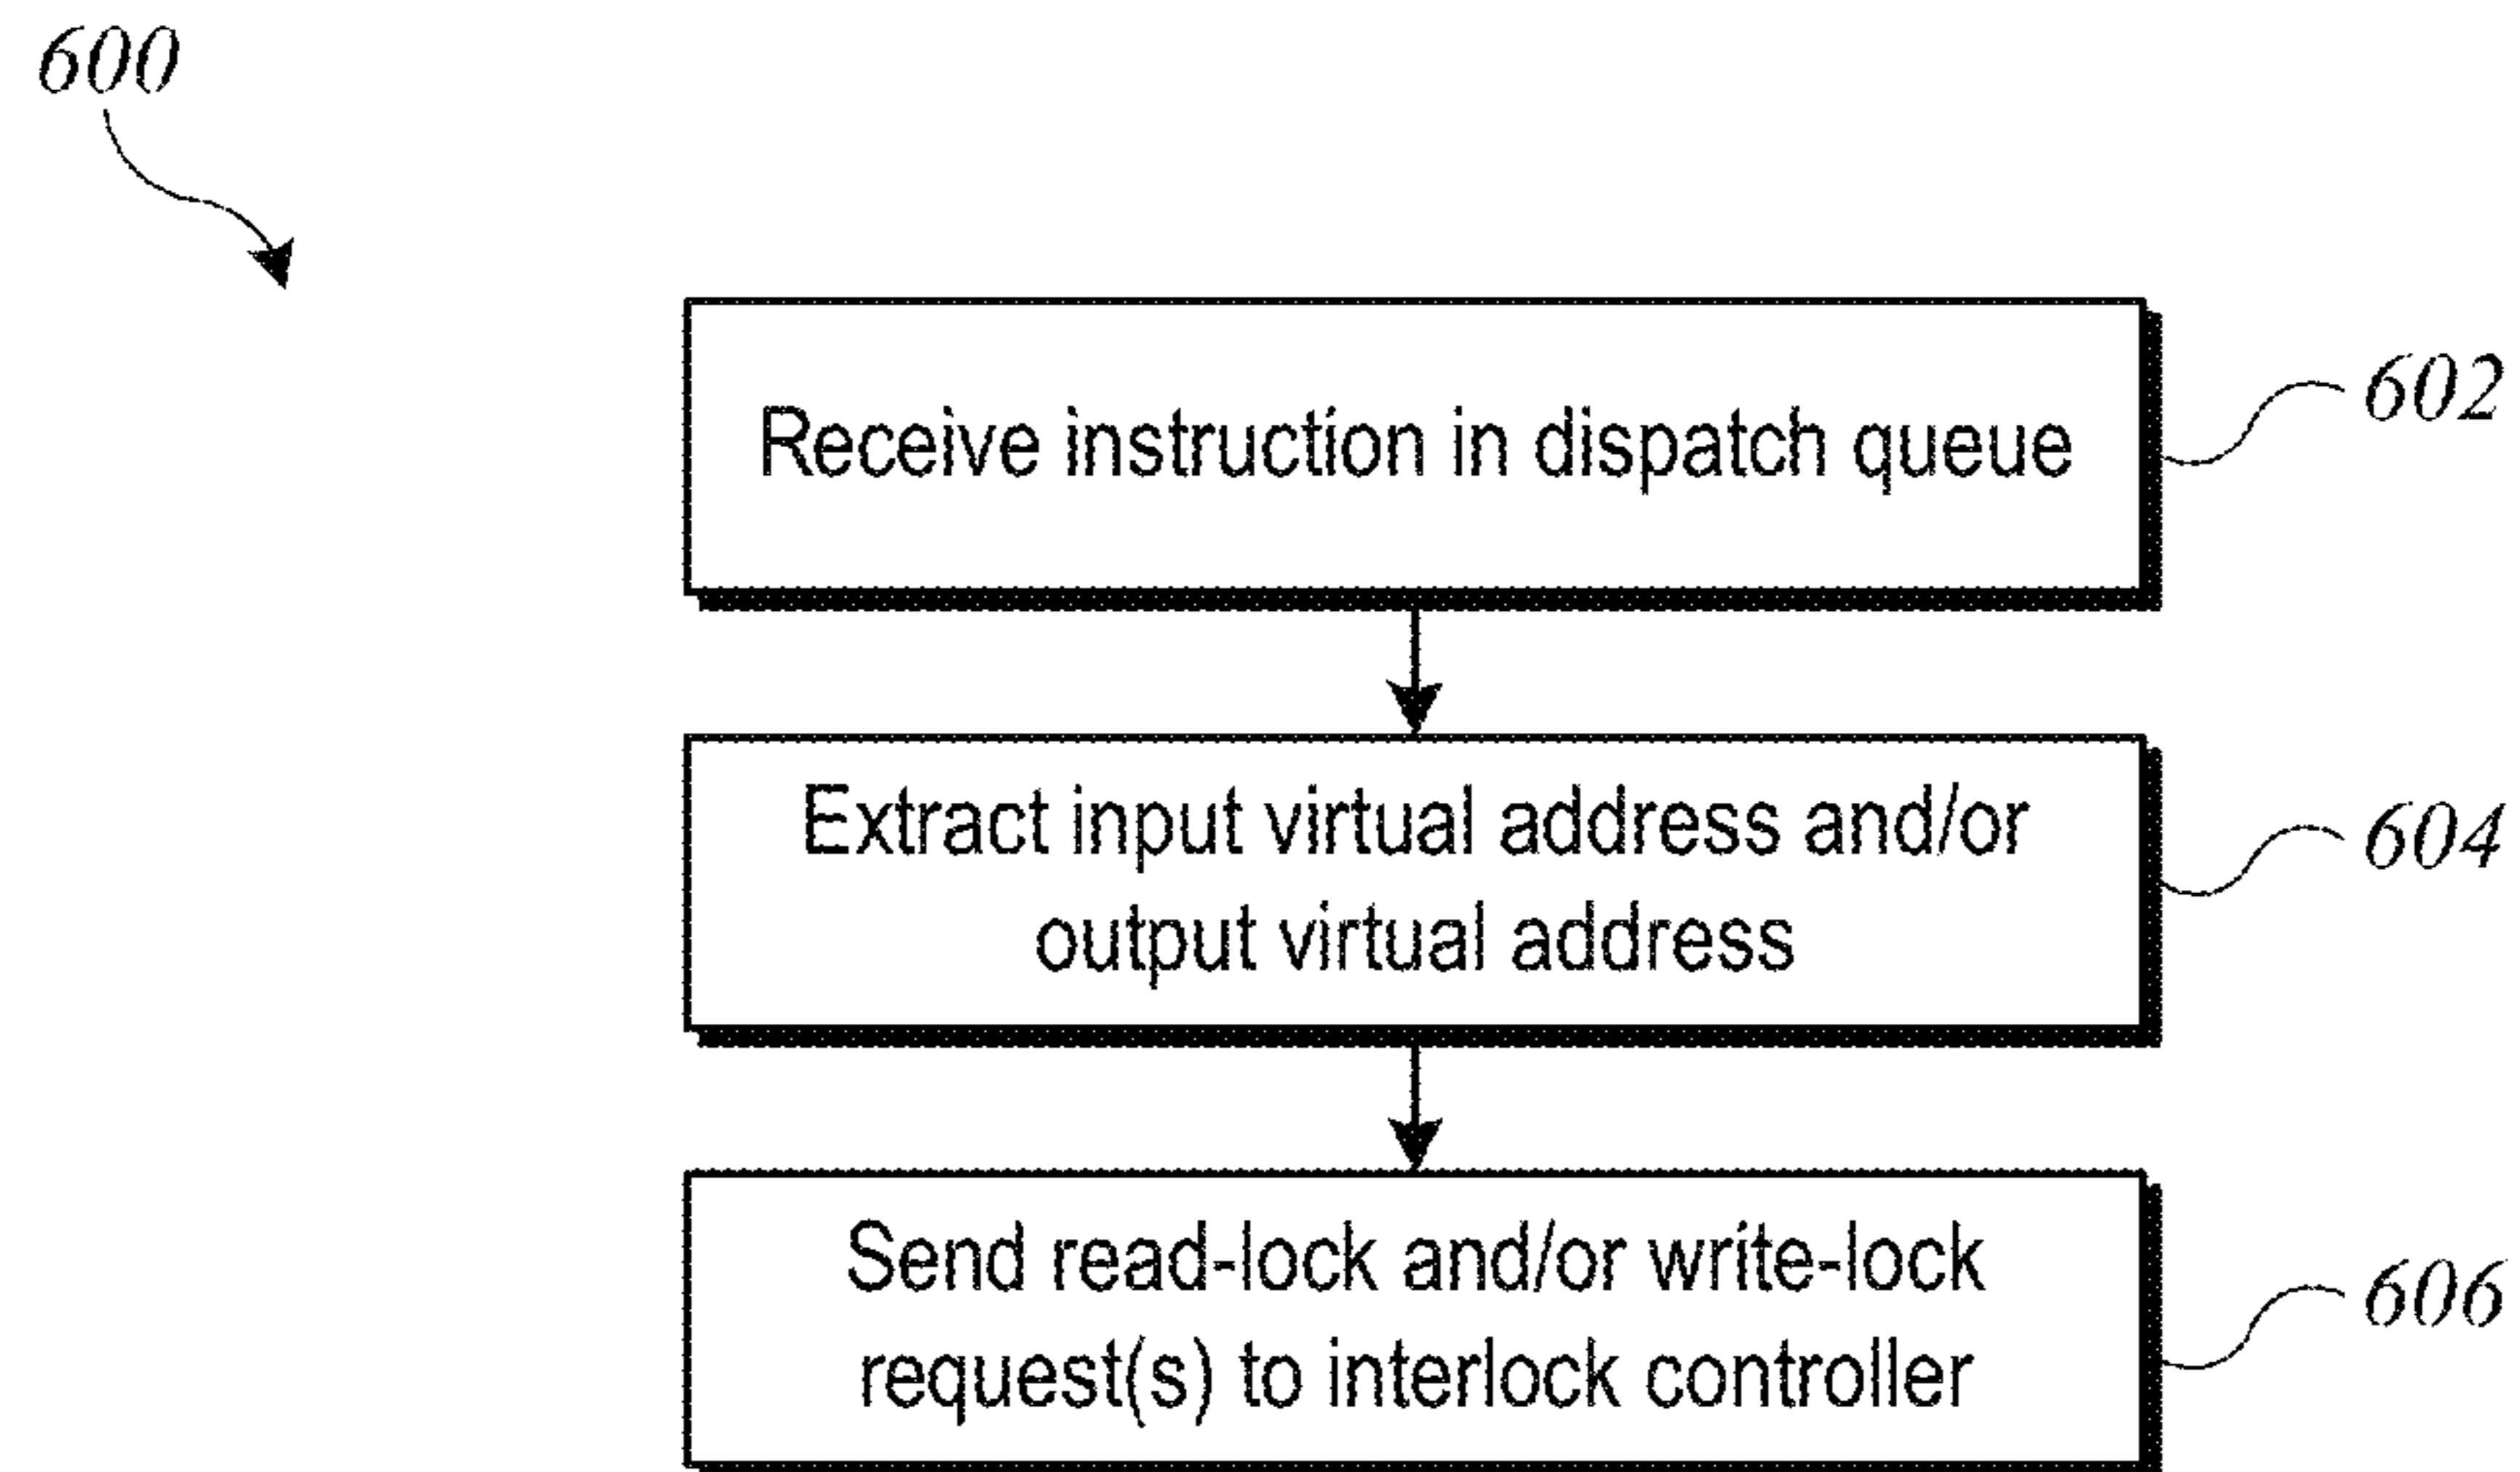 600
Receive instruction in dispatch queue
602
Extract input virtual address and/or
output virtual address
604
Send read-lock and/or write-lock
request(s) to interlock controller
606